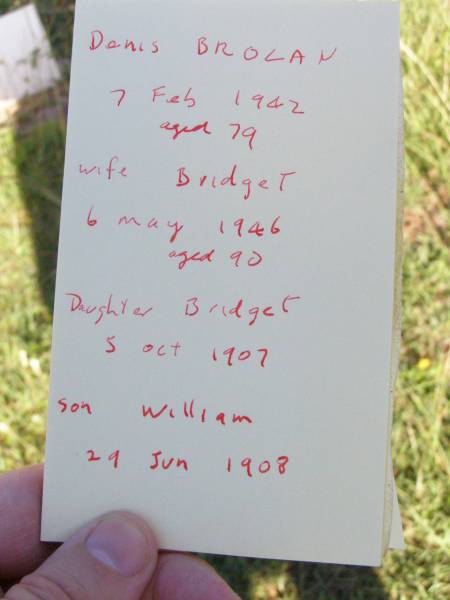 Denis BROLAN
7 Feb 1942
aged 79
wife Bridget
6 may 1946
aged 90
Daughter Bridget
5 oct 1907
son William
29 Jun 1908